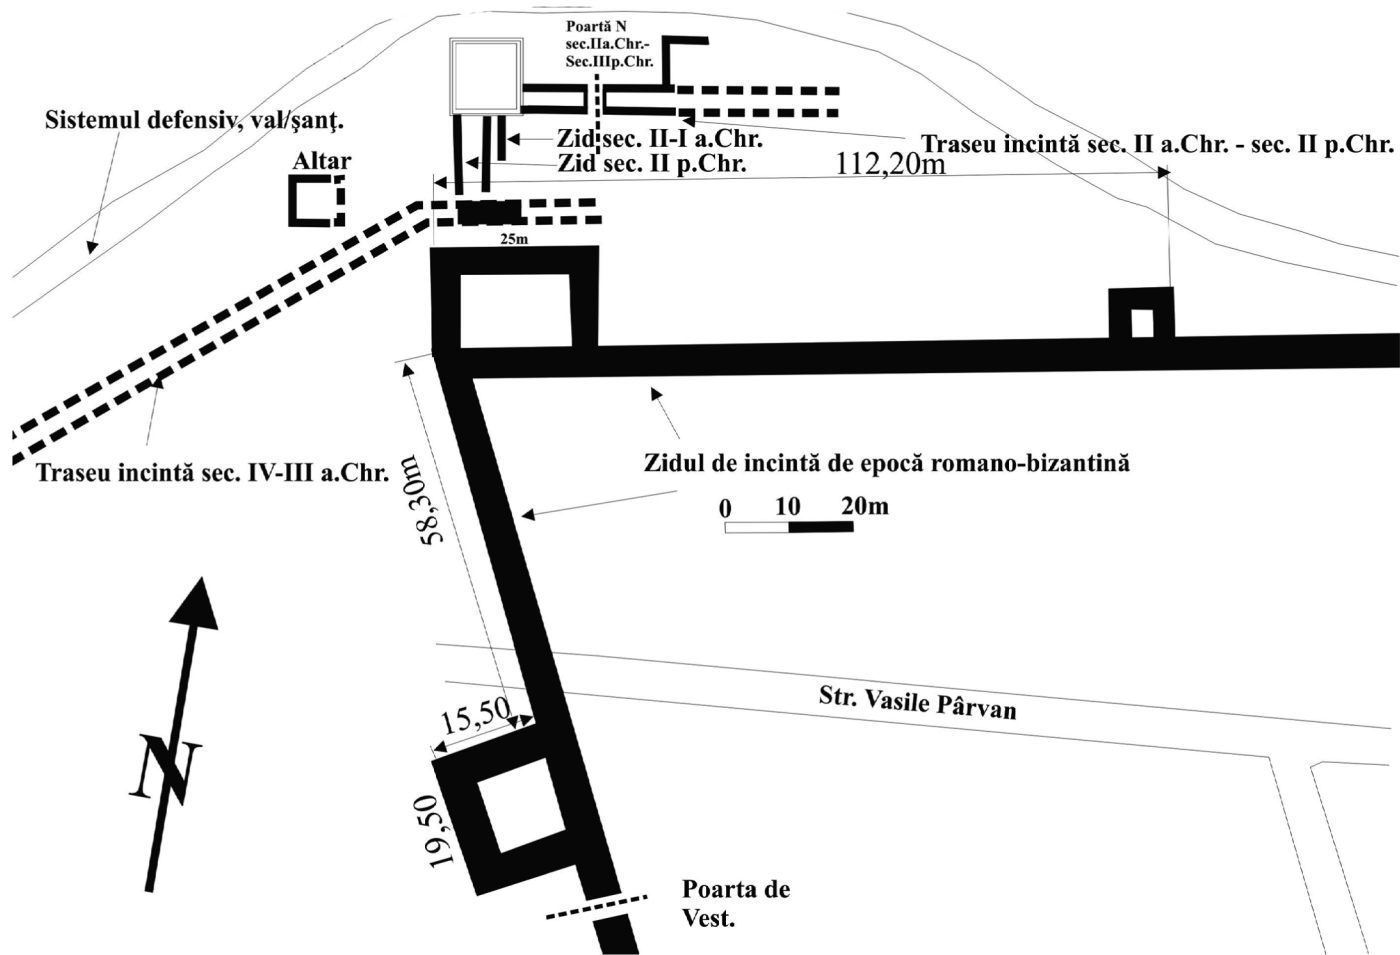 Poartă N
sec.IIa.Chr.-
Sec.IIIp.Chr.
Sistemul defensiv, val/şanţ.
Zid sec. II-I a.Chr.
Traseu incintă sec. II a.Chr. - sec. II p.Chr.
Altar
Zid sec. II p.Chr.
112,20m
25m
Traseu incintă sec. IV-III a.Chr.
Zidul de incintă de epocă romano-bizantină
58,30m
0 10 20m
Str. Vasile Pârvan
15,50
N
19,50
Poarta de
Vest.